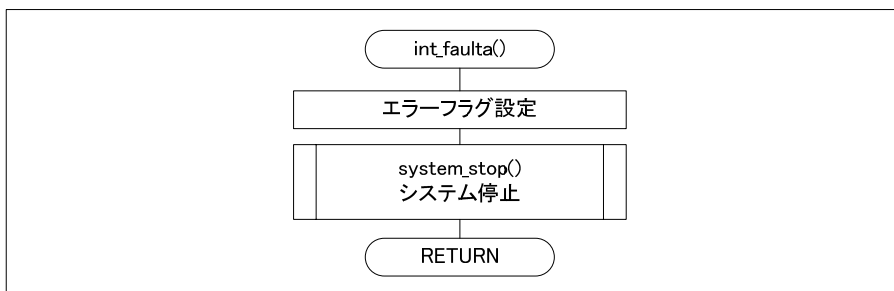 int_faulta()
エラーフラグ設定
system_stop()
システム停止
RETURN